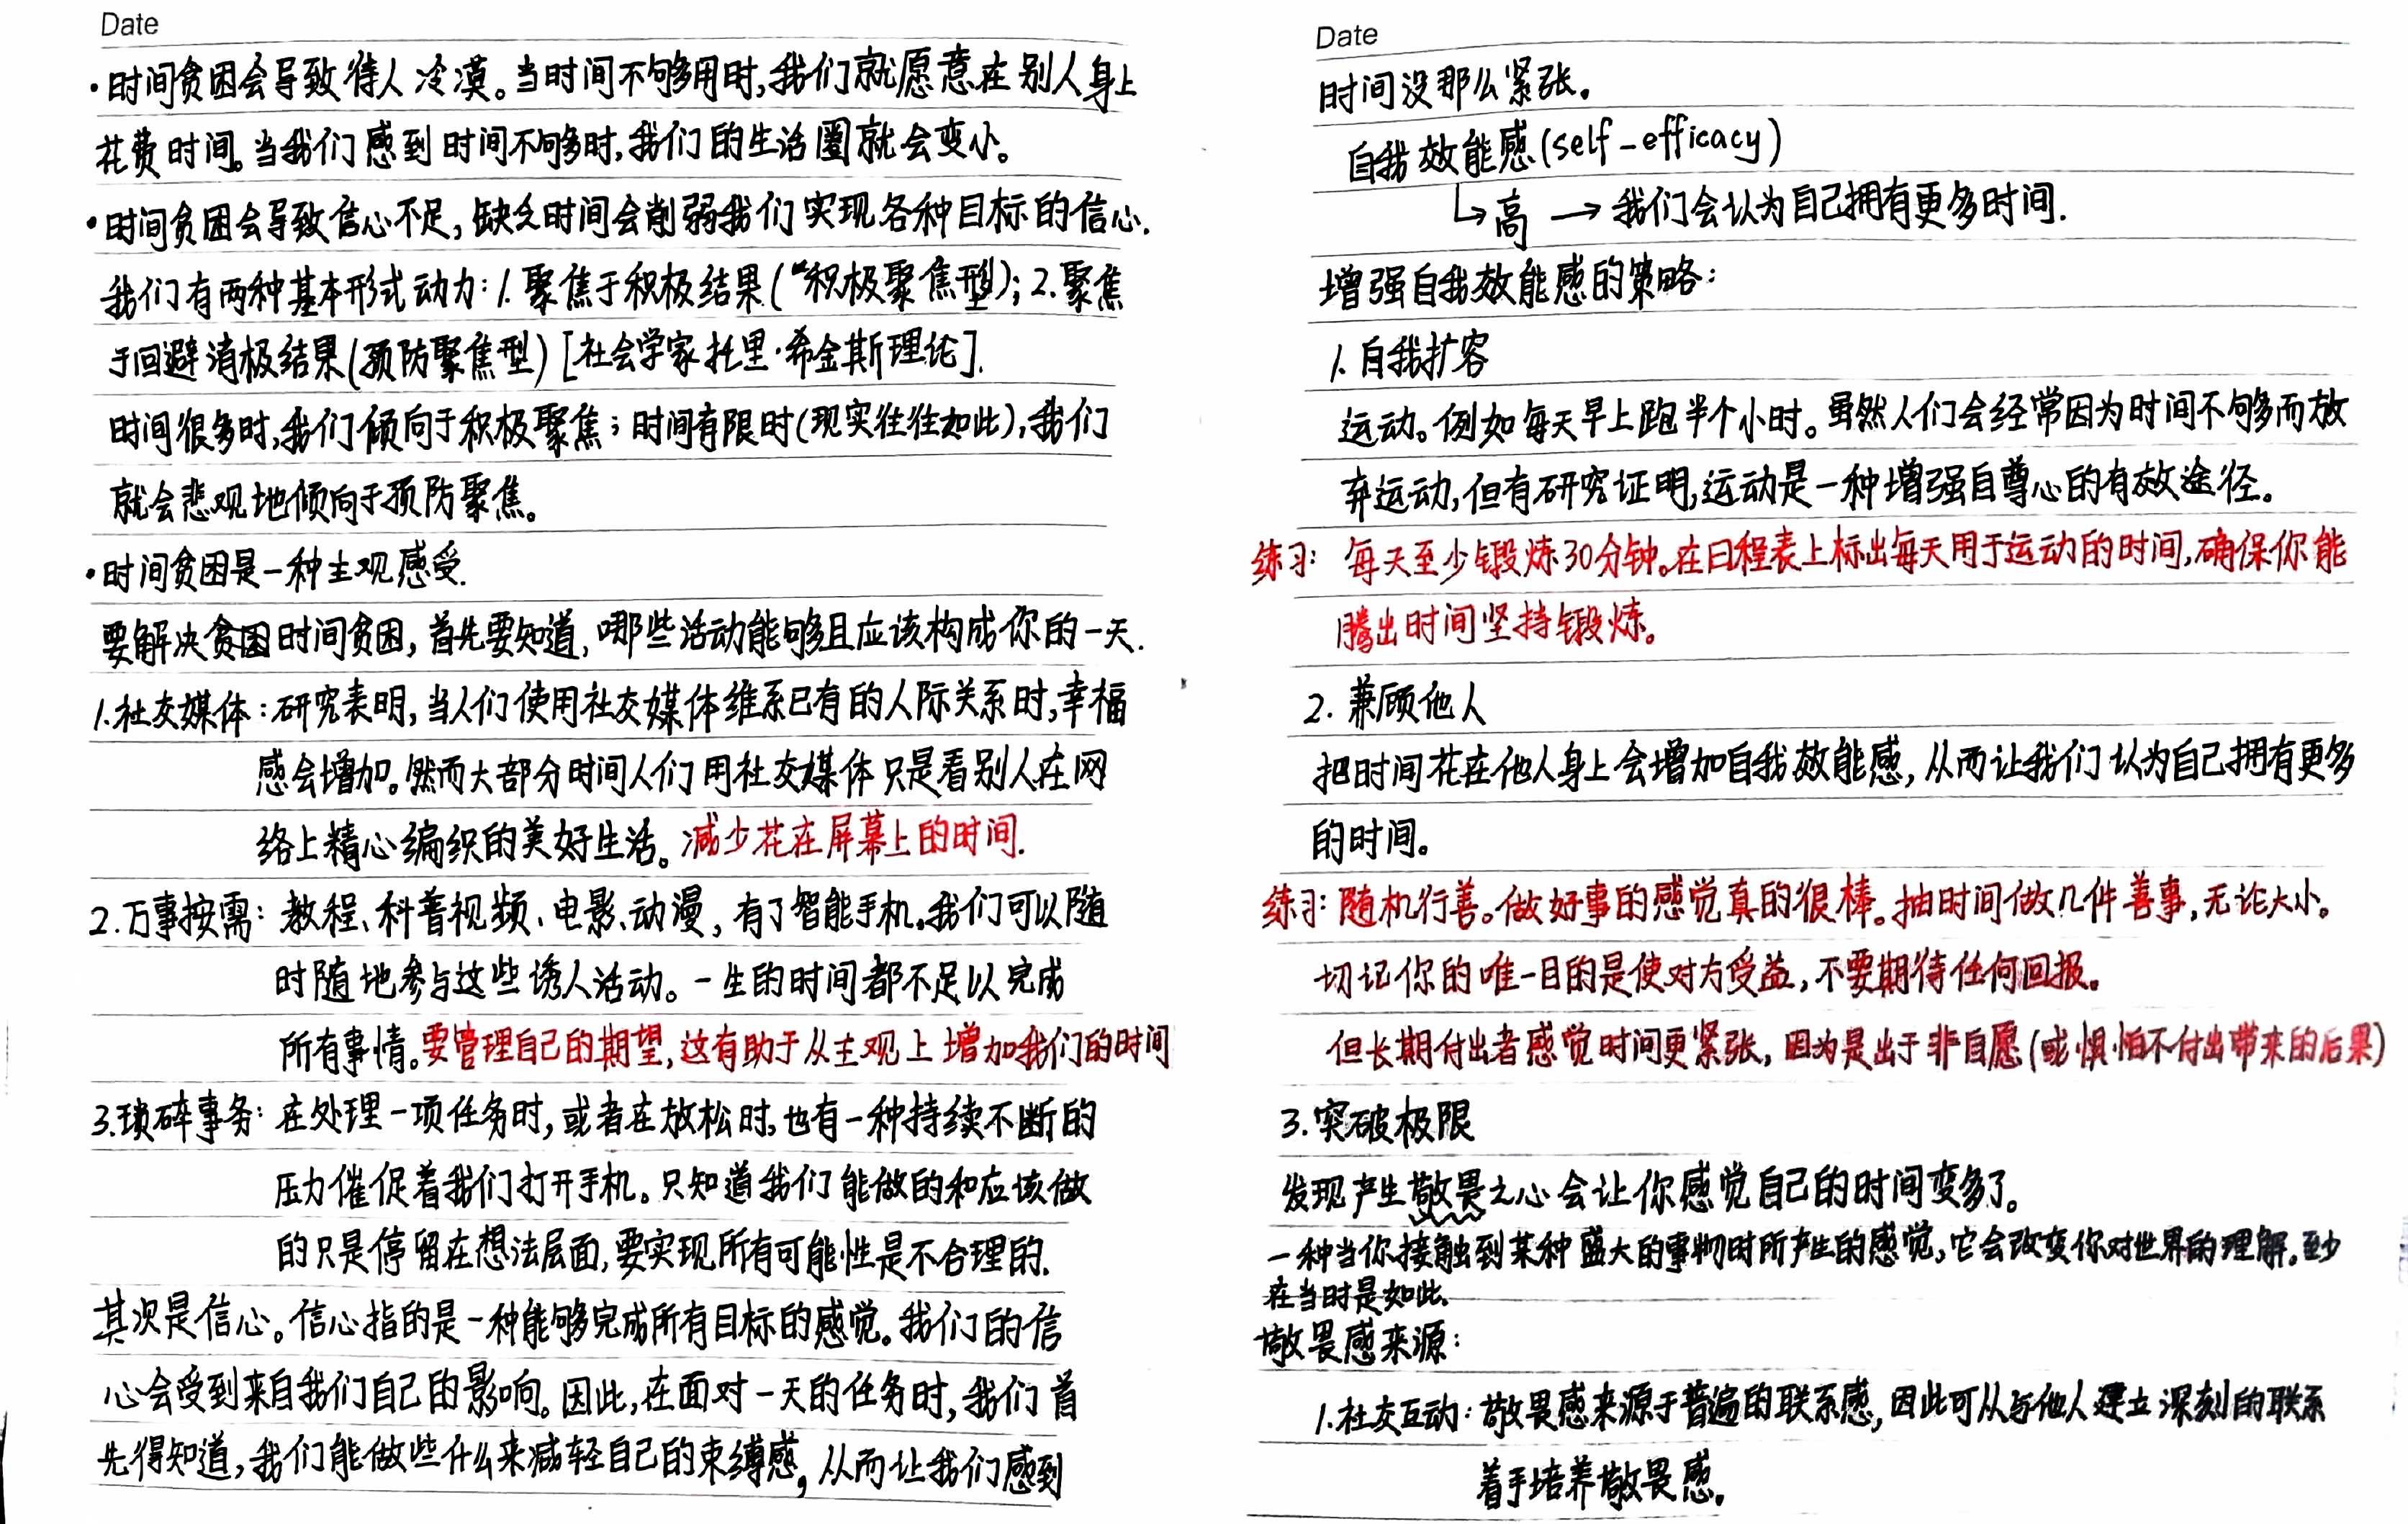 Date
·时间贫困会导致待人冷漠。当时间不够用时,我们就愿意在别人身上
花费时间。当我们感到时间不够多时,我们的生活圈就会变小。
·时间贫困会导致信心不足,缺乏时间会削弱我们实现各种目标的信心.
我们有两种基本形式动力:1.聚焦于积极结果(“积极聚焦型);2.聚焦
于回避消极结果(预防聚焦型)[社会学家托里·希金斯理论].
时间很多时,我们倾向于积极聚焦;时间有限时(现实往往如此),我们
就会悲观地倾向于预防聚焦。
·时间贫困是一种主观感受.
要解决贫困时间贫困,首先要知道,哪些活动能够且应该构成你的一天.
1.社交媒体:研究表明,当人们使用社交媒体维系已有的人际关系时,幸福
感会增加。然而大部分时间人们用社交媒体只是看别人在网
络上精心编织的美好生活。减少花在屏幕上的时间.
2.万事按需:教程、科普视频、电影、动漫,有了智能手机,我们可以随
时随地参与这些诱人活动。一生的时间都不足以完成
所有事情。要管理自己的期望,这有助于从主观上增加我们的时间
3.琐碎事务:在处理一项任务时,或者在放松时,也有一种持续不断的
压力催促着我们打开手机。只知道我们能做的和应该做
的只是停留在想法层面,要实现所有可能性是不合理的.
其次是信心。信心指的是一种能够完成所有目标的感觉。我们的信
心会受到来自我们自己的影响。因此,在面对一天的任务时,我们首
先得知道,我们能做些什么来减轻自己的束缚感,从而让我们感到
Date
时间没那么紧张。
自我效能感(self-efficacy)
↳高 → 我们会认为自己拥有更多时间.
增强自我效能感的策略:
1.自我扩容
运动。例如每天早上跑半个小时。虽然人们会经常因为时间不够而放
弃运动,但有研究证明,运动是一种增强自尊心的有效途径。
练习:每天至少锻炼30分钟。在日程表上标出每天用于运动的时间,确保你能
腾出时间坚持锻炼。
2.兼顾他人
把时间花在他人身上会增加自我效能感,从而让我们认为自己拥有更多
的时间。
练习:随机行善。做好事的感觉真的很棒。抽时间做几件善事,无论大小。
切记你的唯一目的是使对方受益,不要期待任何回报。
但长期付出者感觉时间更紧张,因为是出于非自愿(或惧怕不付出带来的后果)
3.突破极限
发现产生敬畏之心会让你感觉自己的时间变多了。
一种当你接触到某种盛大的事物时所产生的感觉,它会改变你对世界的理解。至少
在当时是如此.
敬畏感来源:
1.社交互动:敬畏感来源于普遍的联系感,因此可从与他人建立深刻的联系
着手培养敬畏感。